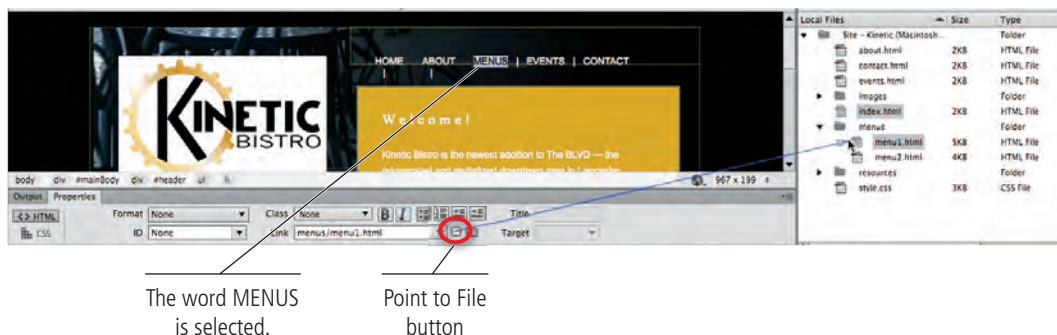 HOME ABOUT MENUS | EVENTS | CONTACT
| |
KINETIC
BISTRO
Welcome!
Kinetic Bistro is the newest addition to The BLVD — the
body div #mainBody div #header ul li
967 x 199
Output Properties
<> HTML Format None Class None B I Title
CSS ID None Link menus/menu1.html Target
Local Files Size Type
Site - Kinetic (Macintosh... Folder
about.html 2KB HTML File
contact.html 2KB HTML File
events.html 2KB HTML File
images Folder
index.html 2KB HTML File
menus Folder
menu1.html 5KB HTML File
menu2.html 4KB HTML File
resources Folder
style.css 3KB CSS File
The word MENUS
is selected.
Point to File
button